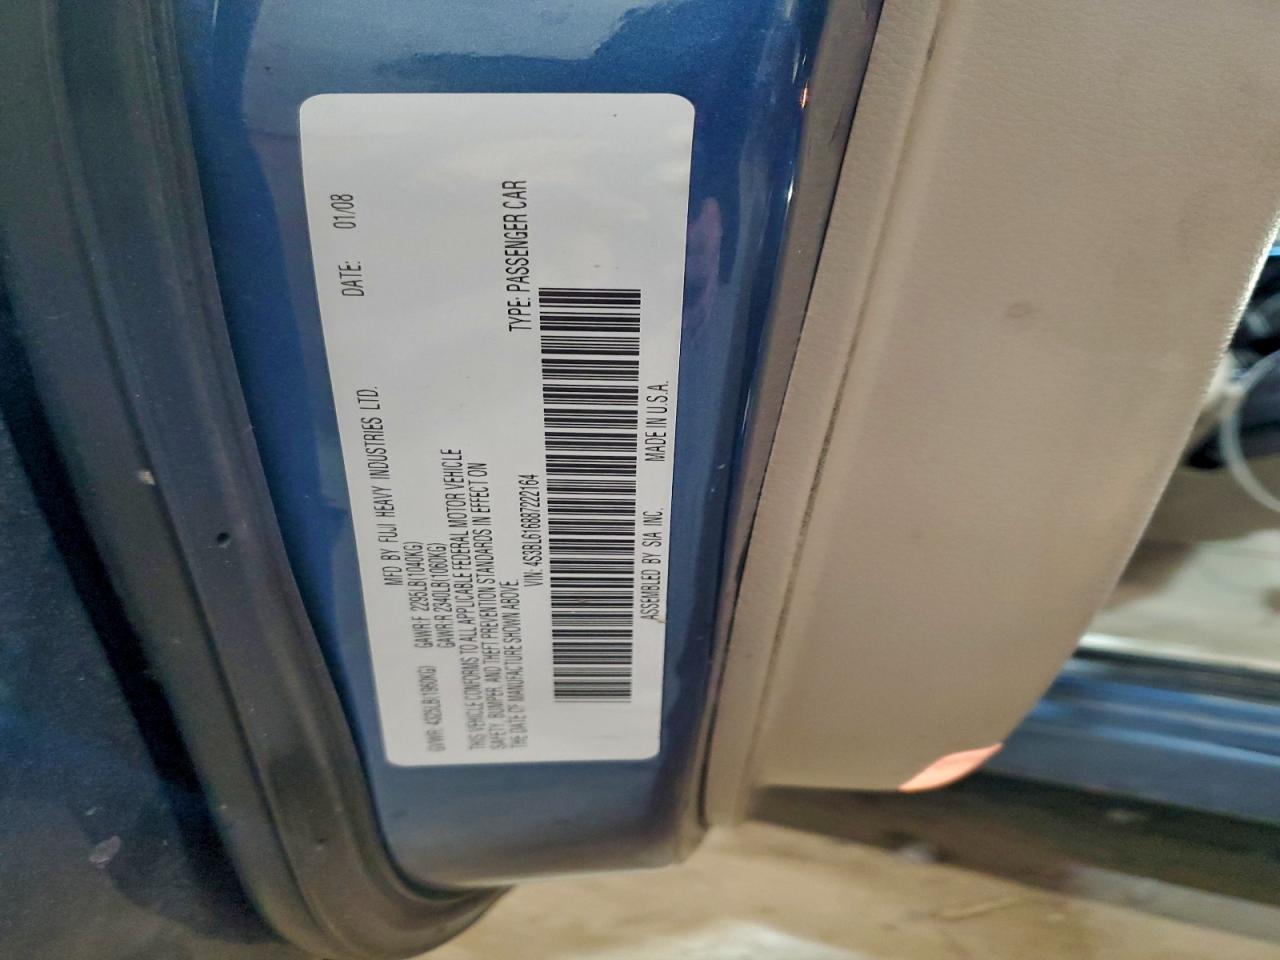 MFD BY FUJI HEAVY INDUSTRIES LTD. DATE: 01/08
GVWR 4325LB(1960KG) GAWR:F 2295LB(1040KG)
GAWR:R 2340LB(1060KG)
THIS VEHICLE CONFORMS TO ALL APPLICABLE FEDERAL MOTOR VEHICLE
SAFETY, BUMPER, AND THEFT PREVENTION STANDARDS IN EFFECT ON
THE DATE OF MANUFACTURE SHOWN ABOVE.
VIN: 4S3BL616887222164 TYPE: PASSENGER CAR
ASSEMBLED BY SIA INC. MADE IN U.S.A.